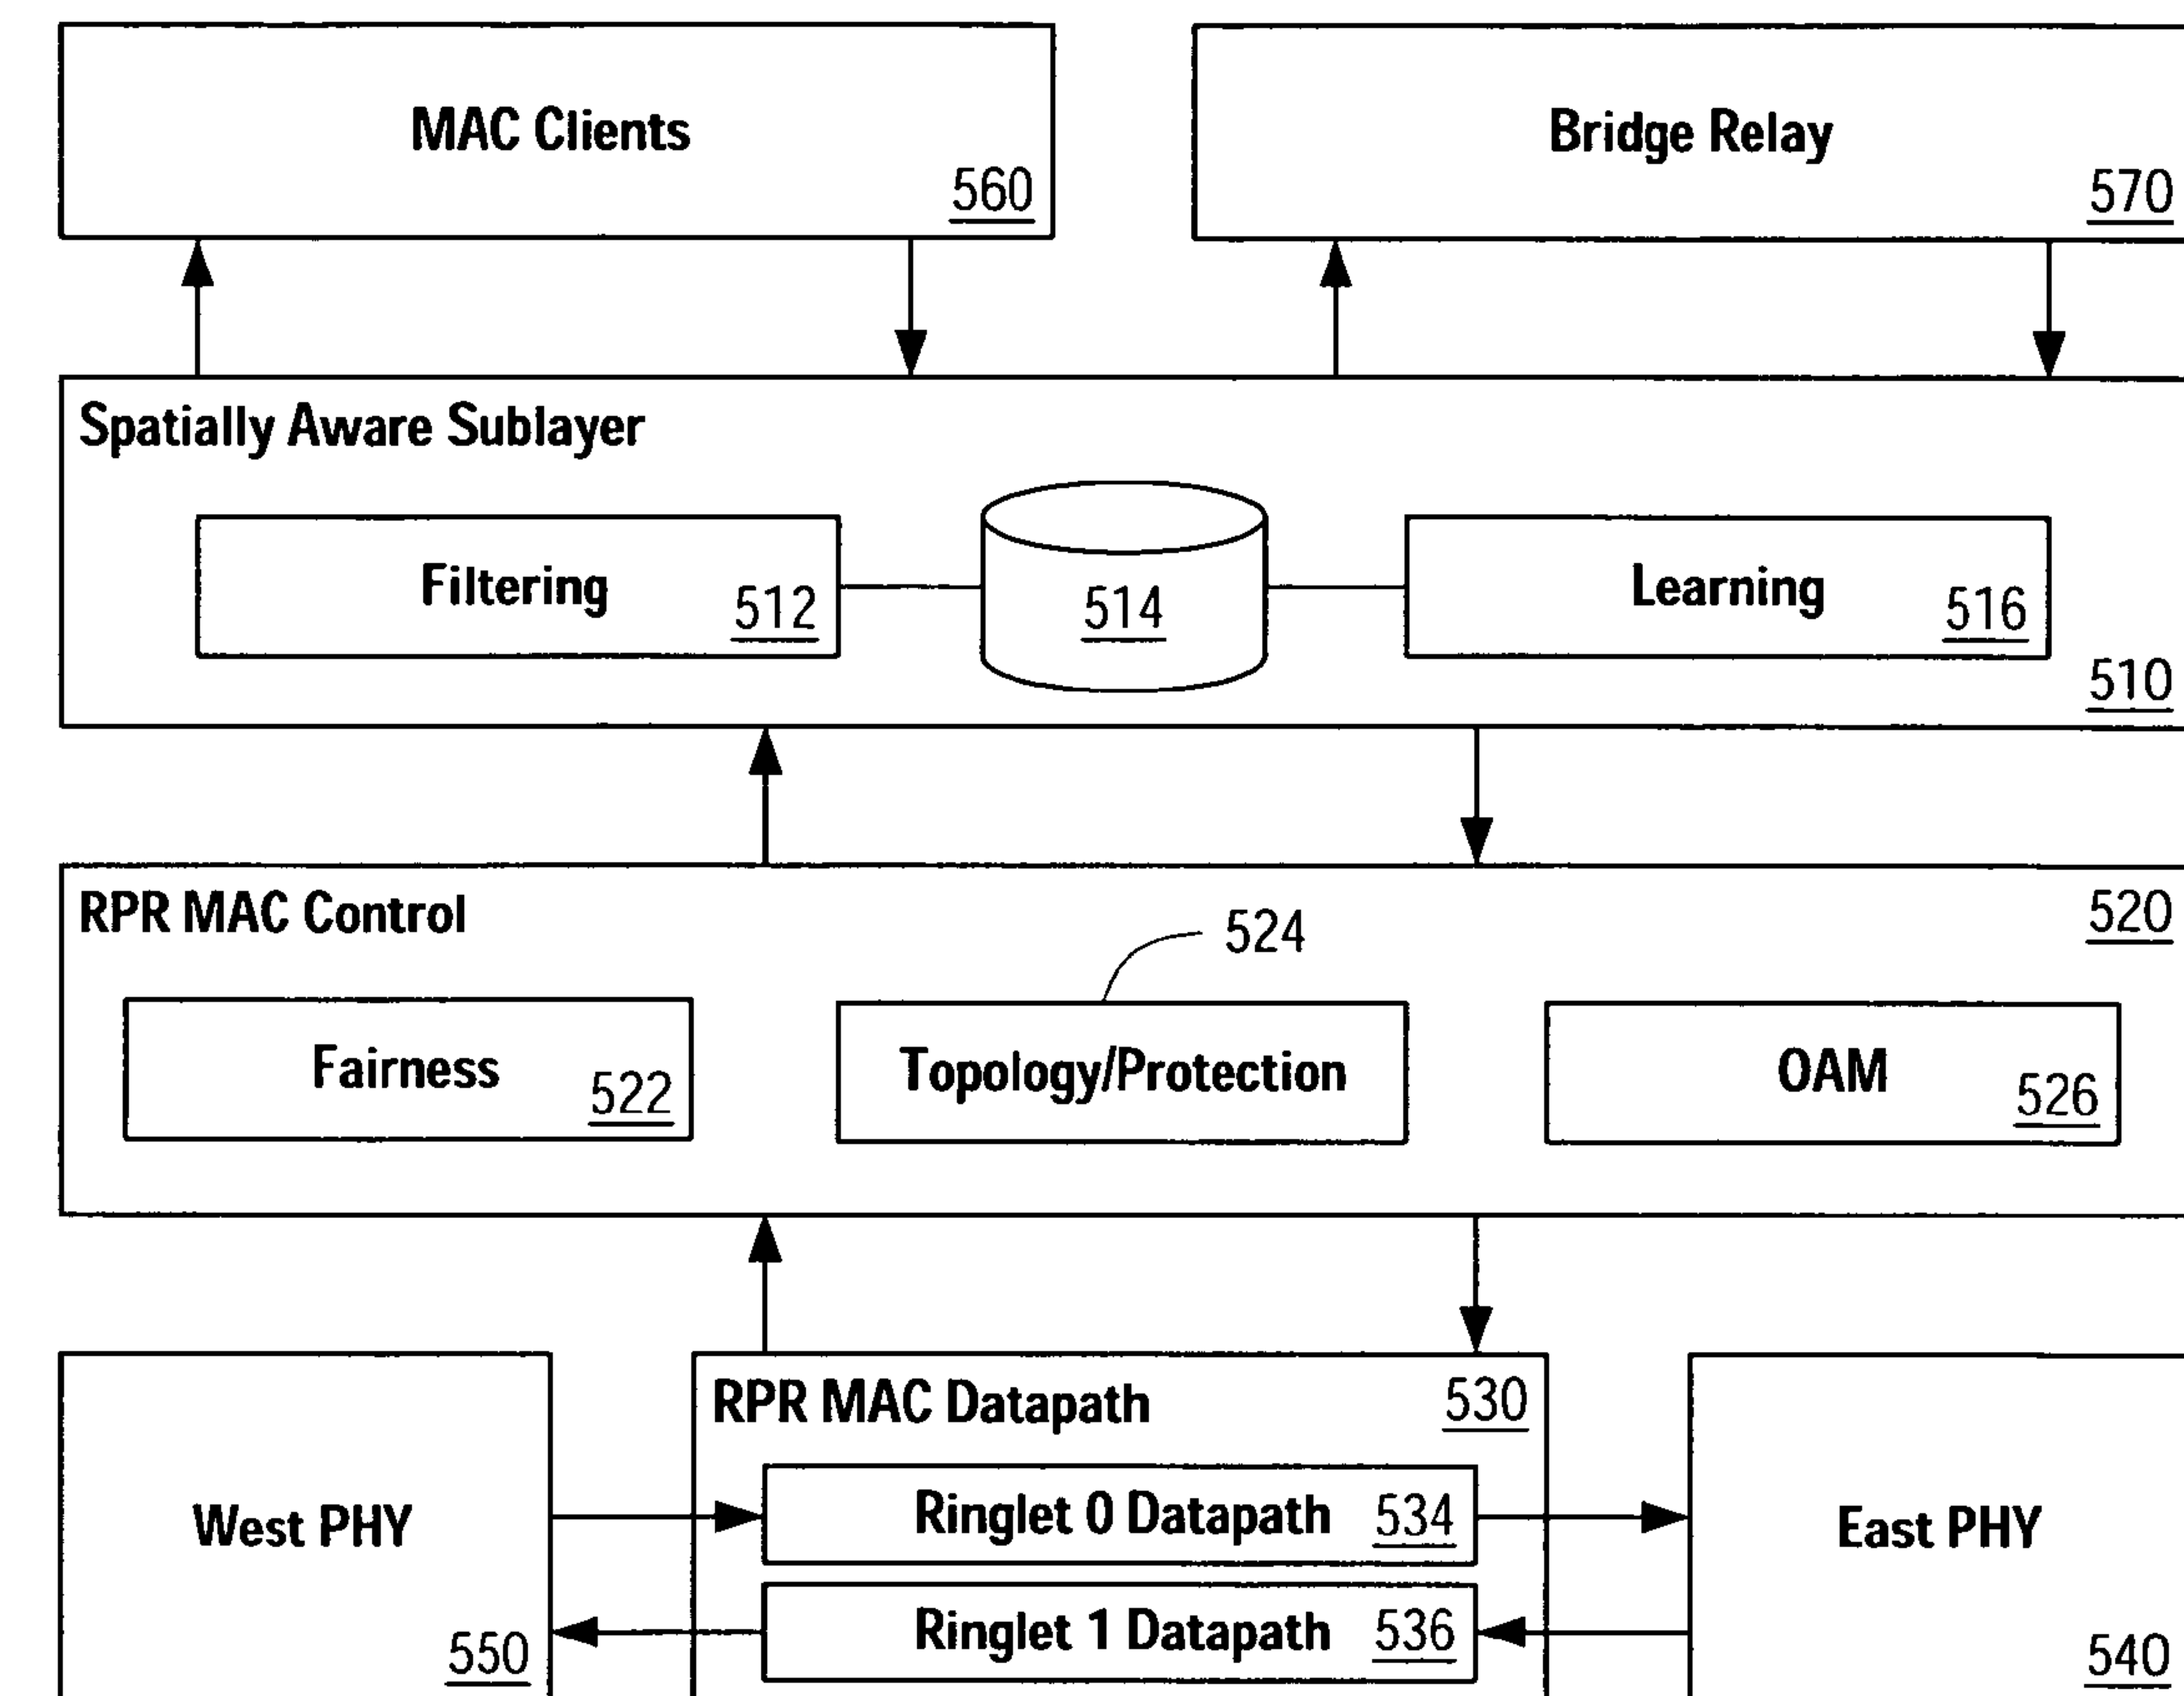 MAC Clients
560
Bridge Relay
570
Spatially Aware Sublayer
Filtering
512
514
Learning
516
510
RPR MAC Control
520
524
Fairness
522
Topology/Protection
OAM
526
West PHY
550
RPR MAC Datapath
530
Ringlet 0 Datapath
534
Ringlet 1 Datapath
536
East PHY
540